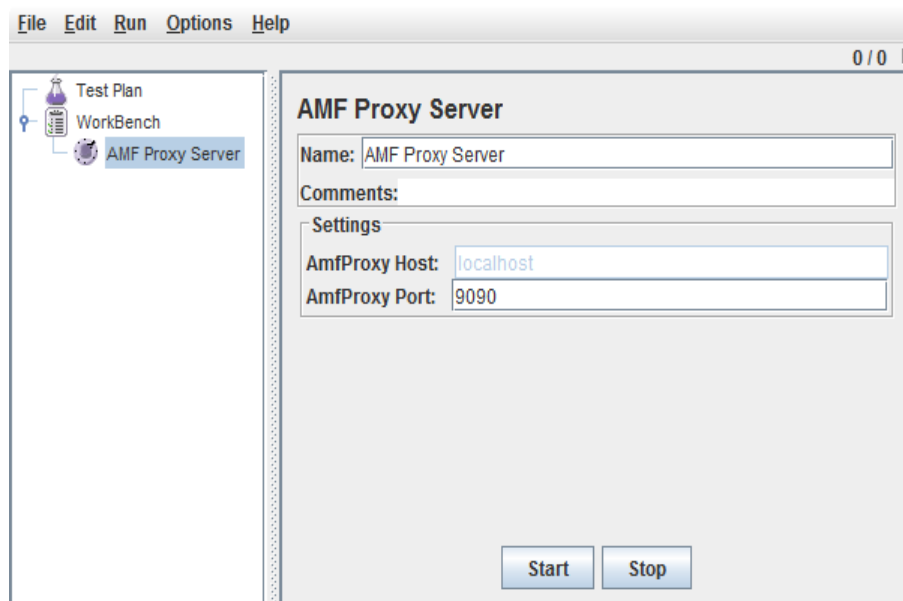 File Edit Run Options Help
0 / 0
Test Plan
WorkBench
AMF Proxy Server
AMF Proxy Server
Name: AMF Proxy Server
Comments:
Settings
AmfProxy Host: localhost
AmfProxy Port: 9090
Start Stop